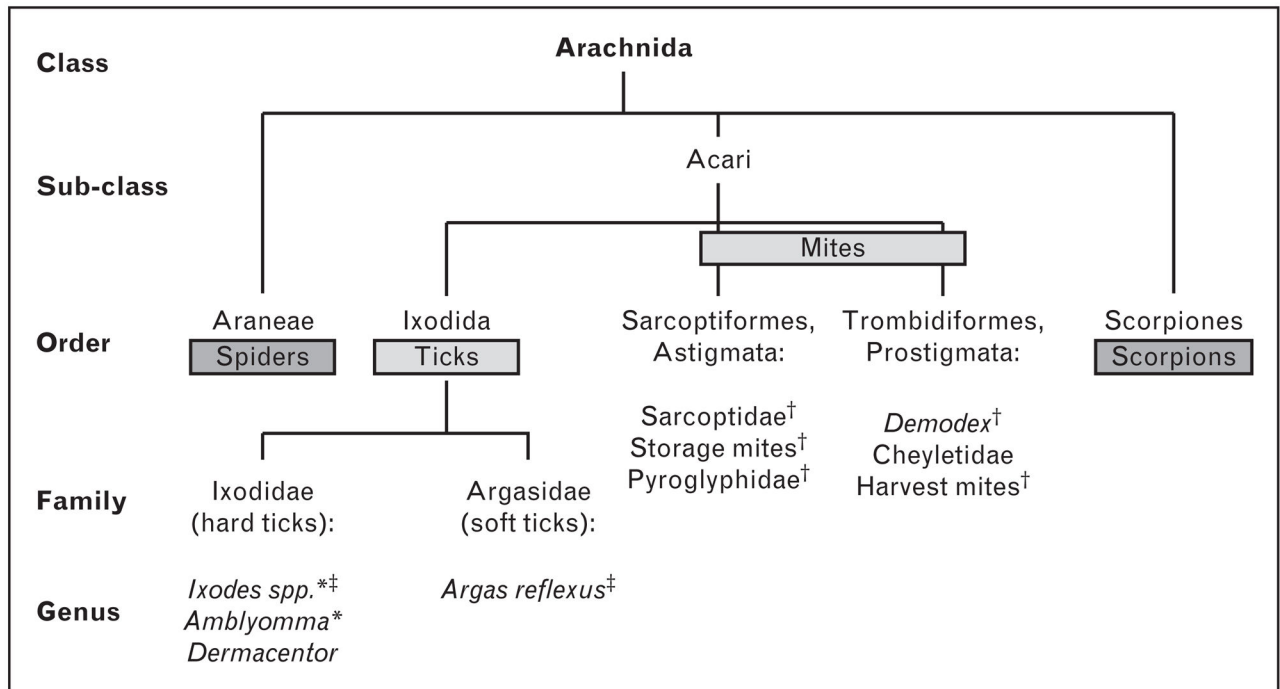 Class
Arachnida
Sub-class
Acari
Mites
Order
Araneae
Spiders
Ixodida
Ticks
Sarcoptiformes,
Astigmata:
Trombidiformes,
Prostigmata:
Scorpiones
Scorpions
Sarcoptidae†
Storage mites†
Pyroglyphidae†
Demodex†
Cheyletidae
Harvest mites†
Family
Ixodidae
(hard ticks):
Argasidae
(soft ticks):
Genus
Ixodes spp.*‡
Amblyomma*
Dermacentor
Argas reflexus‡